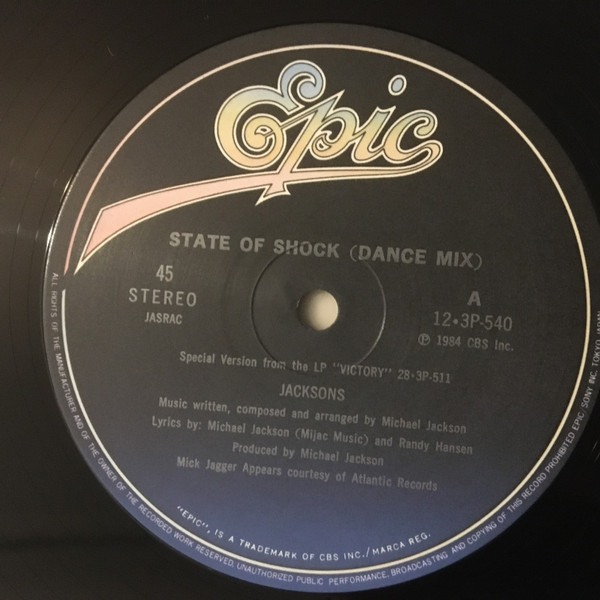 Epic
STATE OF SHOCK (DANCE MIX)
45
STEREO
JASRAC
A
12・3P-540
Ⓟ 1984 CBS Inc.
Special Version from the LP "VICTORY" 28・3P-511
JACKSONS
Music written, composed and arranged by Michael Jackson
Lyrics by: Michael Jackson (Mijac Music) and Randy Hansen
Produced by Michael Jackson
Mick Jagger Appears courtesy of Atlantic Records
"EPIC", IS A TRADEMARK OF CBS INC./MARCA REG.
ALL RIGHTS OF THE MANUFACTURER AND OF THE OWNER OF THE RECORDED WORK RESERVED. UNAUTHORIZED PUBLIC PERFORMANCE, BROADCASTING AND COPYING OF THIS RECORD PROHIBITED EPIC/SONY INC. TOKYO JAPAN